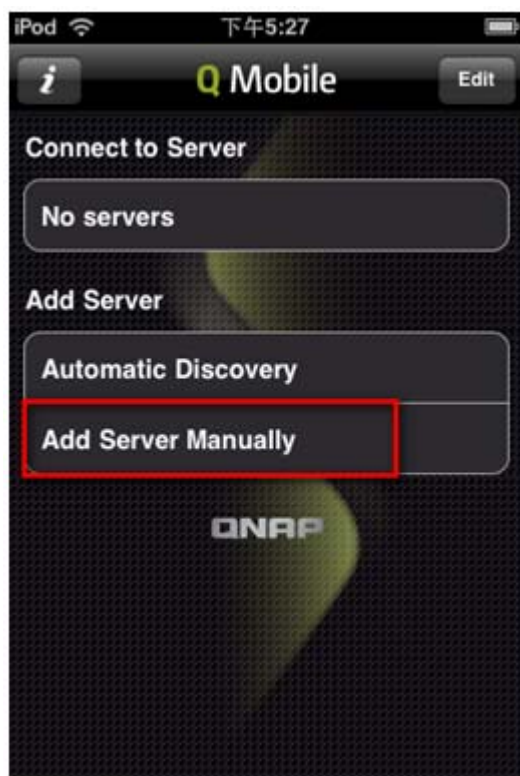 iPod 下午5:27
i Q Mobile Edit
Connect to Server
No servers
Add Server
Automatic Discovery
Add Server Manually
QNAP